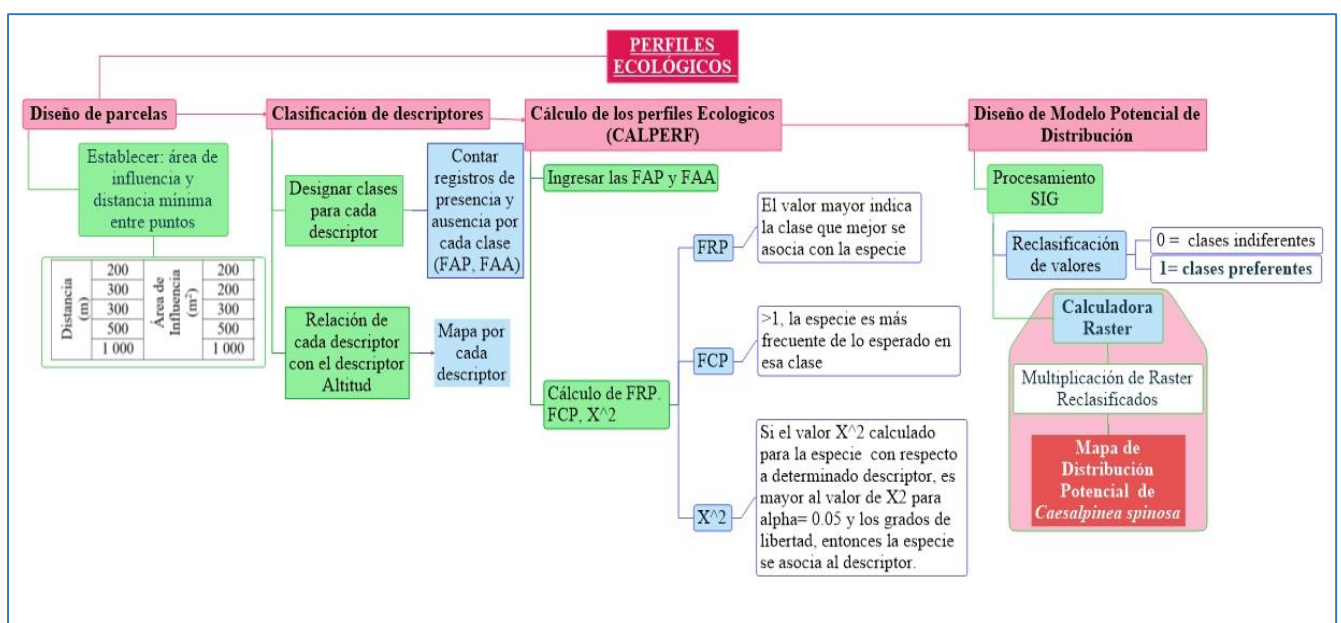 PERFILES
ECOLÓGICOS
Diseño de parcelas
Establecer: área de
influencia y
distancia mínima
entre puntos
Distancia
(m)
200
300
300
500
1 000
Área de
Influencia
(m²)
200
200
300
500
1 000
Clasificación de descriptores
Designar clases
para cada
descriptor
Contar
registros de
presencia y
ausencia por
cada clase
(FAP, FAA)
Relación de
cada descriptor
con el descriptor
Altitud
Mapa por
cada
descriptor
Cálculo de los perfiles Ecologicos
(CALPERF)
Ingresar las FAP y FAA
Cálculo de FRP.
FCP, X^2
FRP
El valor mayor indica
la clase que mejor se
asocia con la especie
FCP
>1, la especie es más
frecuente de lo esperado en
esa clase
X^2
Si el valor X^2 calculado
para la especie con respecto
a determinado descriptor, es
mayor al valor de X2 para
alpha= 0.05 y los grados de
libertad, entonces la especie
se asocia al descriptor.
Diseño de Modelo Potencial de
Distribución
Procesamiento
SIG
Reclasificación
de valores
0 = clases indiferentes
1= clases preferentes
Calculadora
Raster
Multiplicación de Raster
Reclasificados
Mapa de
Distribución
Potencial de
Caesalpinea spinosa